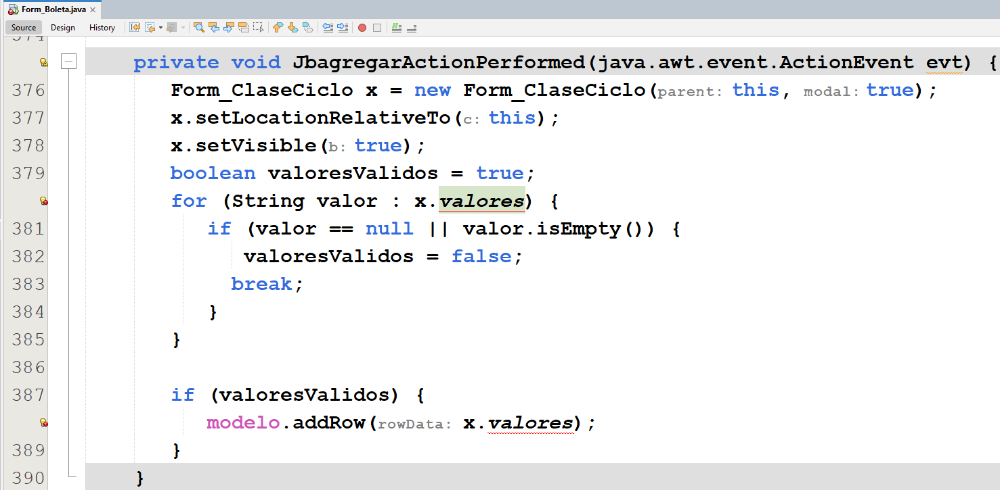 Form_Boleta.java
Source Design History
private void JbagregarActionPerformed(java.awt.event.ActionEvent evt) {
376 Form_ClaseCiclo x = new Form_ClaseCiclo(parent: this, modal: true);
377 x.setLocationRelativeTo(c: this);
378 x.setVisible(b: true);
379 boolean valoresValidos = true;
for (String valor : x.valores) {
381 if (valor == null || valor.isEmpty()) {
382 valoresValidos = false;
383 break;
384 }
385 }
386
387 if (valoresValidos) {
modelo.addRow(rowData: x.valores);
389 }
390 }